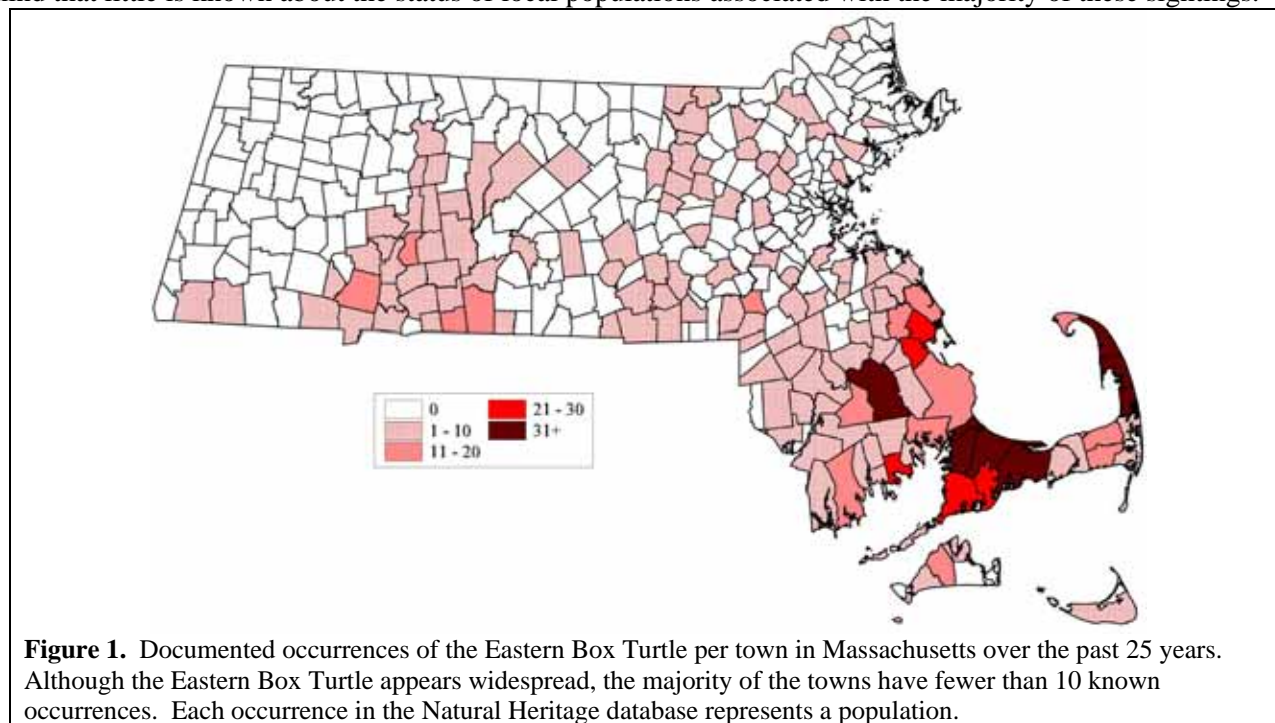 mind that little is known about the status of local populations associated with the majority of these sightings.
0
1 - 10
11 - 20
21 - 30
31+
Figure 1. Documented occurrences of the Eastern Box Turtle per town in Massachusetts over the past 25 years.
Although the Eastern Box Turtle appears widespread, the majority of the towns have fewer than 10 known
occurrences. Each occurrence in the Natural Heritage database represents a population.